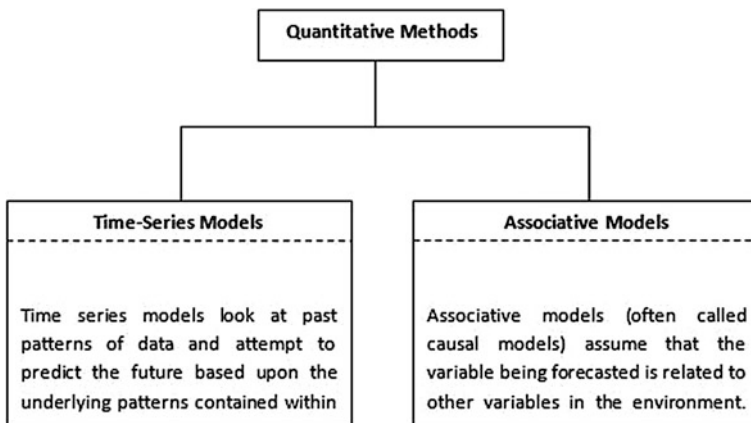 Quantitative Methods
Time-Series Models
Time series models look at past
patterns of data and attempt to
predict the future based upon the
underlying patterns contained within
Associative Models
Associative models (often called
causal models) assume that the
variable being forecasted is related to
other variables in the environment.